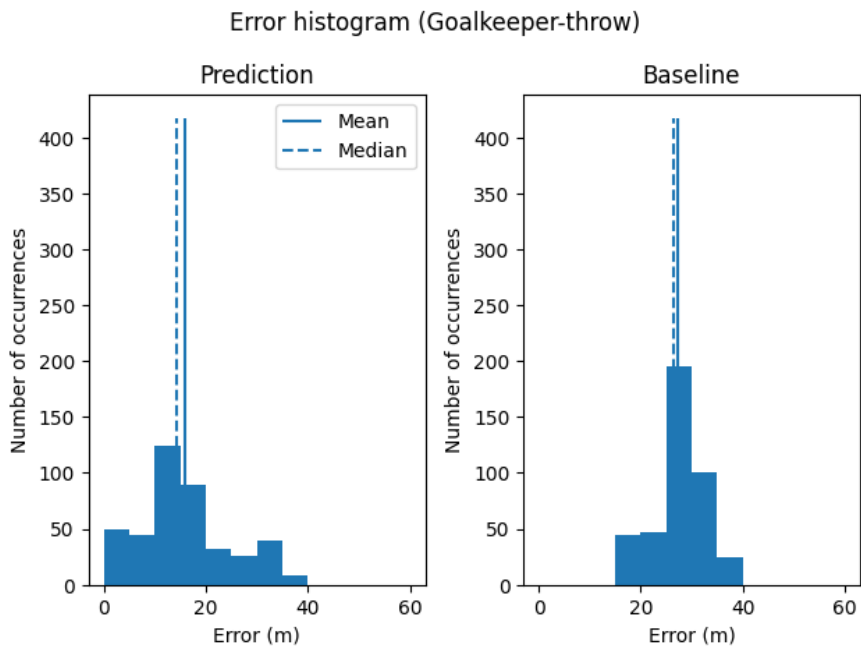 Error histogram (Goalkeeper-throw)
Prediction
Mean
Median
Number of occurrences
400
350
300
250
200
150
100
50
0
0 20 40 60
Error (m)
Baseline
Number of occurrences
400
350
300
250
200
150
100
50
0
0 20 40 60
Error (m)